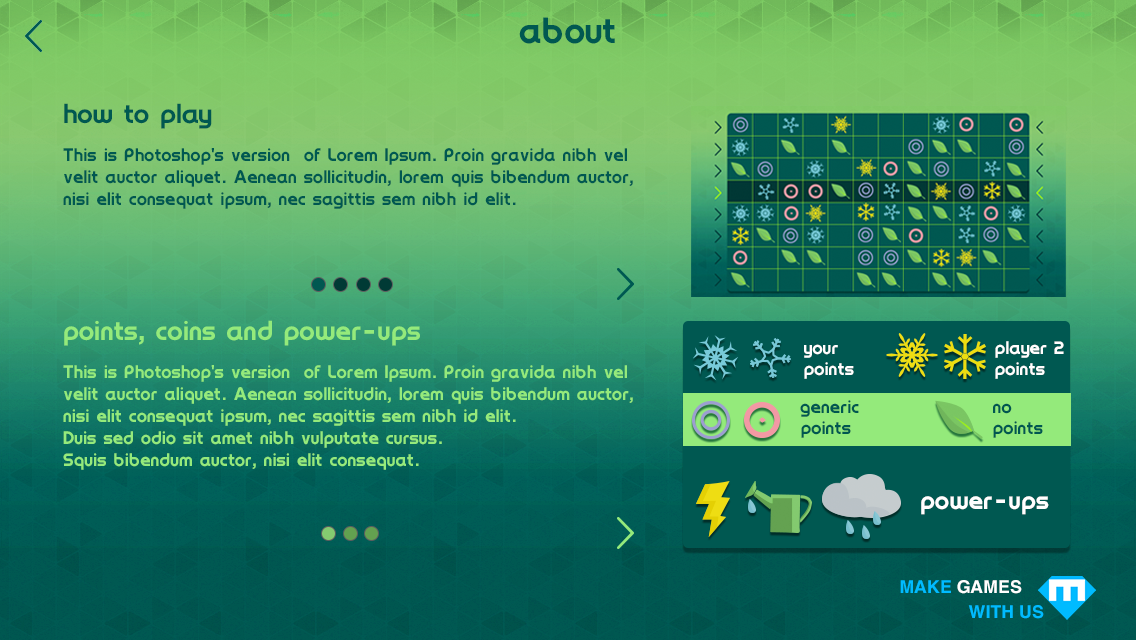 about
how to play
This is Photoshop's version  of Lorem Ipsum. Proin gravida nibh vel
velit auctor aliquet. Aenean sollicitudin, lorem quis bibendum auctor,
nisi elit consequat ipsum, nec sagittis sem nibh id elit.
points, coins and power-ups
This is Photoshop's version  of Lorem Ipsum. Proin gravida nibh vel
velit auctor aliquet. Aenean sollicitudin, lorem quis bibendum auctor,
nisi elit consequat ipsum, nec sagittis sem nibh id elit.
Duis sed odio sit amet nibh vulputate cursus.
Squis bibendum auctor, nisi elit consequat.
your
points
player 2
points
generic
points
no
points
power-ups
MAKE GAMES
WITH US